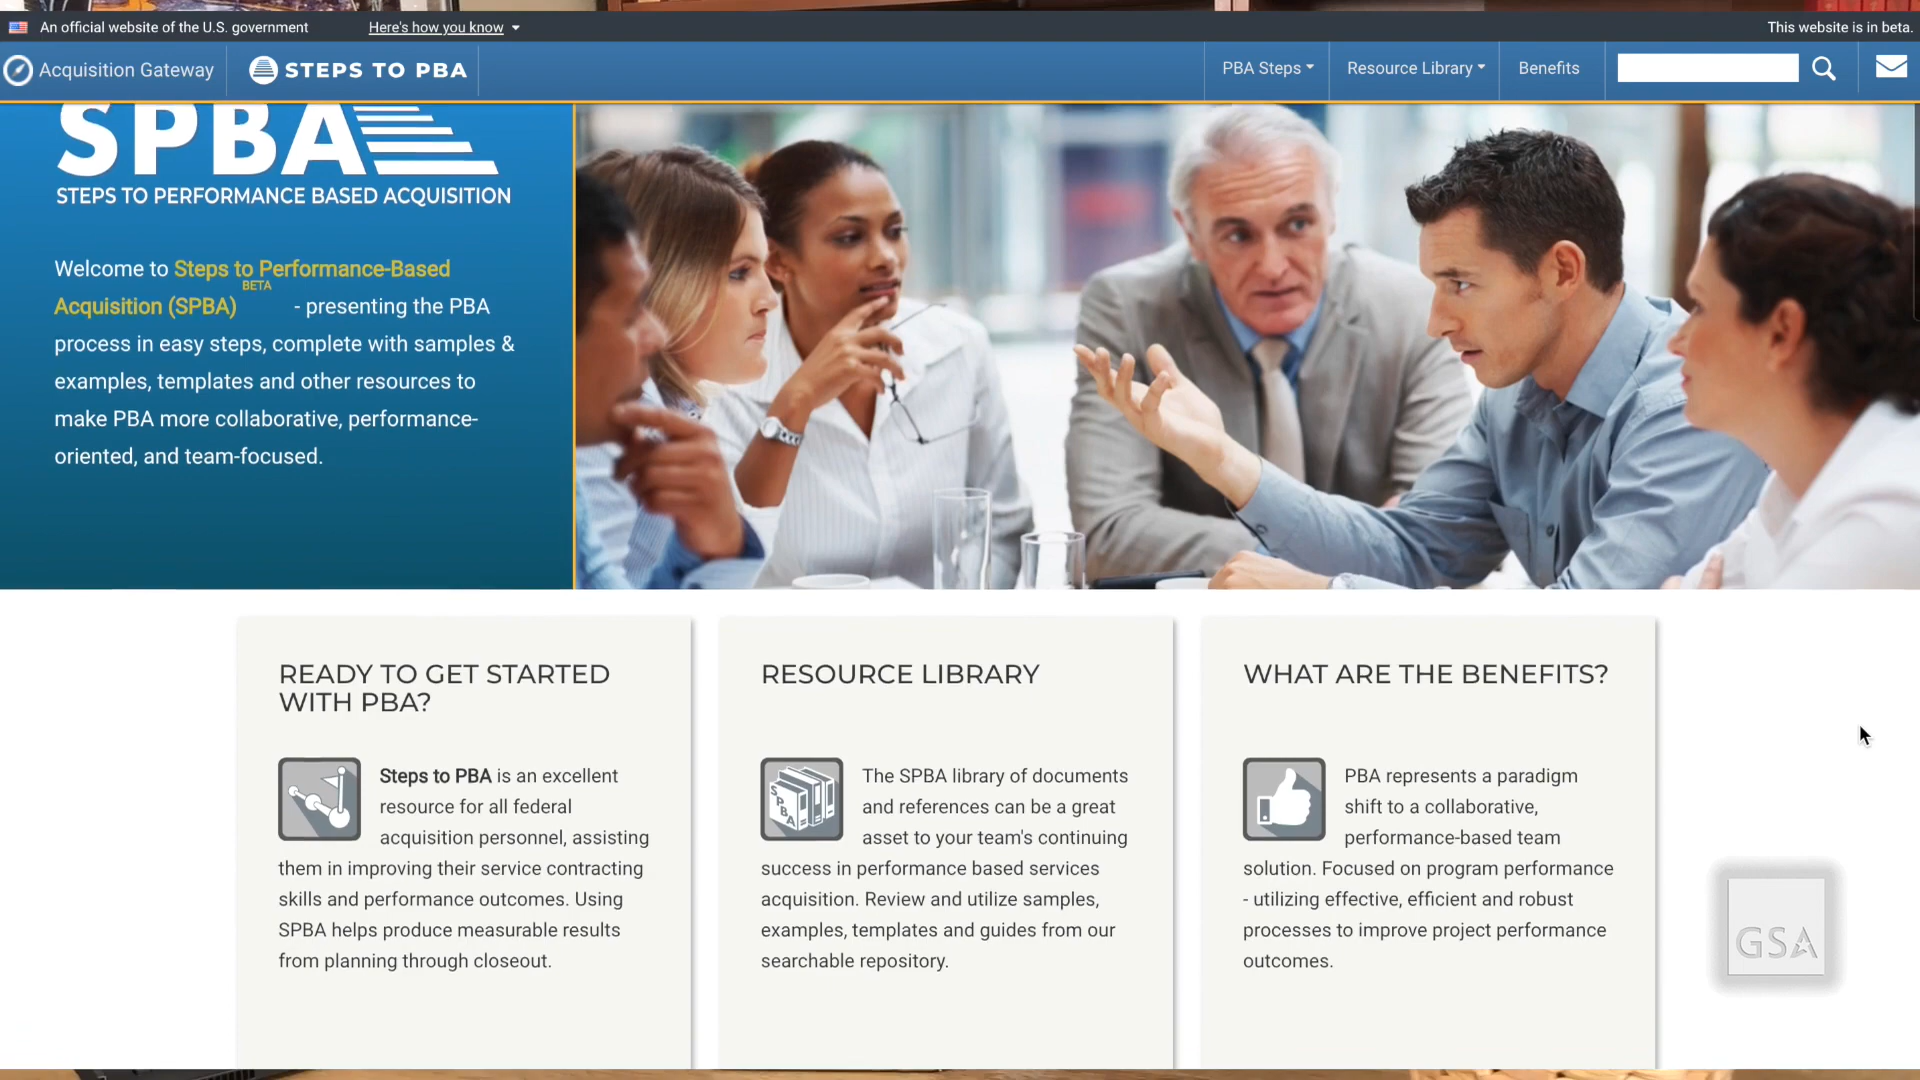 An official website of the U.S. government Here's how you know This website is in beta.
Acquisition Gateway STEPS TO PBA PBA Steps Resource Library Benefits
SPBA
STEPS TO PERFORMANCE BASED ACQUISITION
Welcome to Steps to Performance-Based
Acquisition (SPBA) BETA - presenting the PBA
process in easy steps, complete with samples &
examples, templates and other resources to
make PBA more collaborative, performance-
oriented, and team-focused.
READY TO GET STARTED
WITH PBA?
Steps to PBA is an excellent
resource for all federal
acquisition personnel, assisting
them in improving their service contracting
skills and performance outcomes. Using
SPBA helps produce measurable results
from planning through closeout.
RESOURCE LIBRARY
SPBA
The SPBA library of documents
and references can be a great
asset to your team's continuing
success in performance based services
acquisition. Review and utilize samples,
examples, templates and guides from our
searchable repository.
WHAT ARE THE BENEFITS?
PBA represents a paradigm
shift to a collaborative,
performance-based team
solution. Focused on program performance
- utilizing effective, efficient and robust
processes to improve project performance
outcomes.
GSA